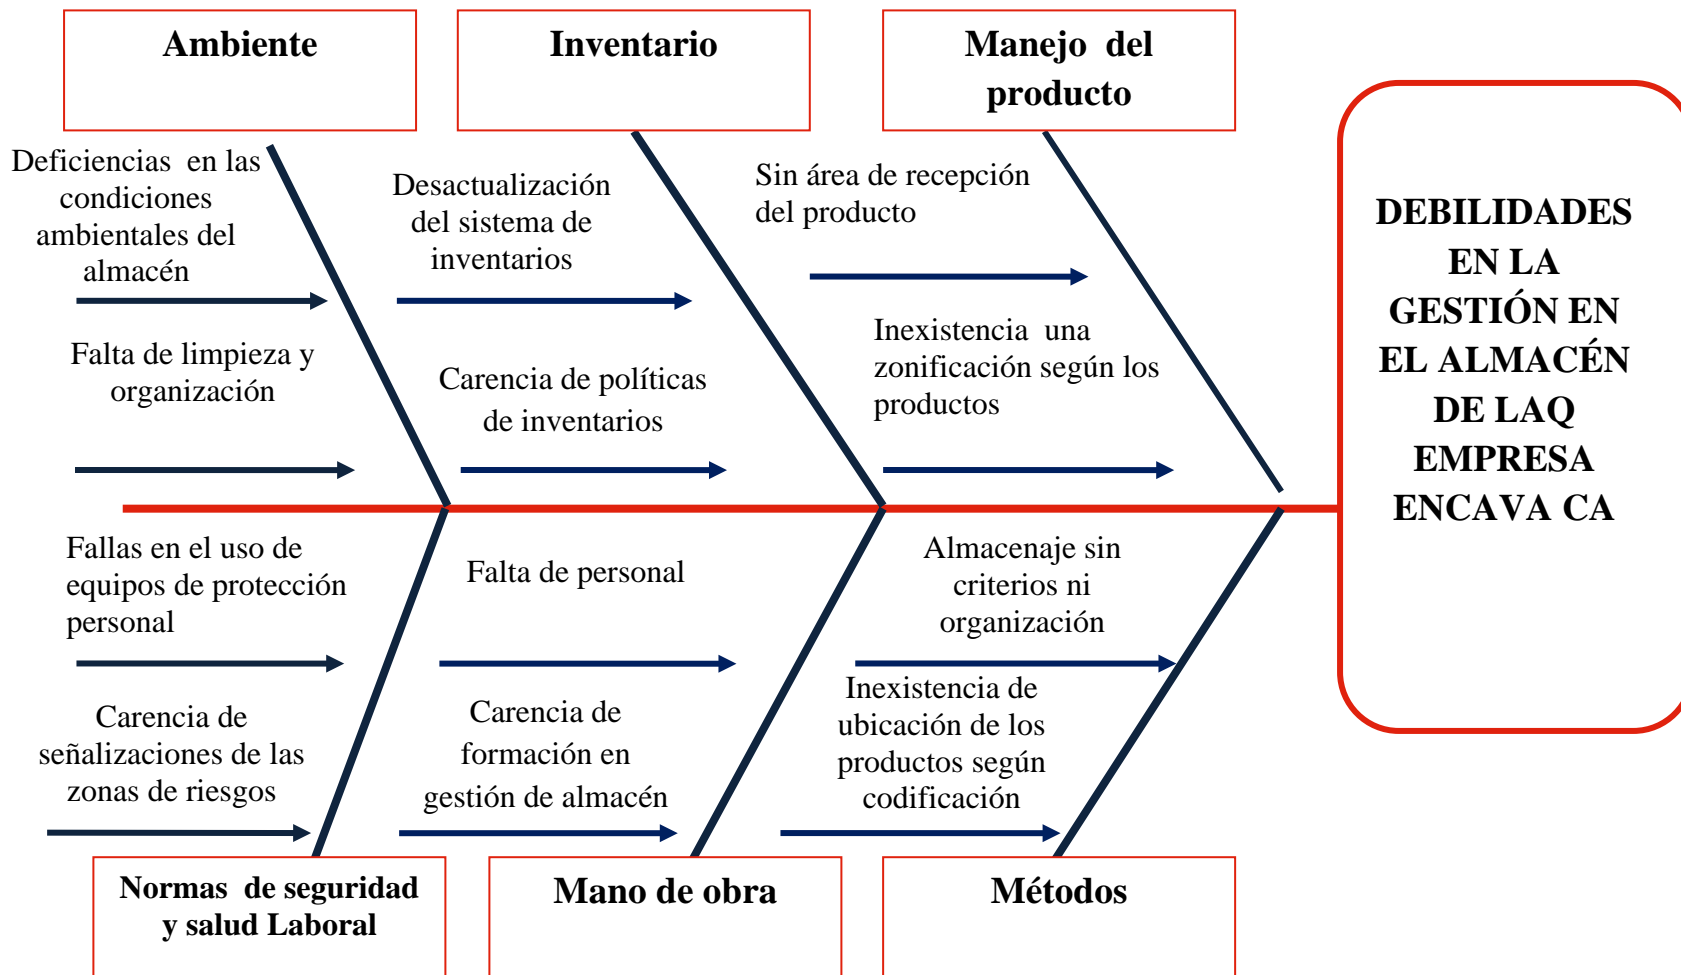 Ambiente
Inventario
Manejo  del
producto
Deficiencias  en las
condiciones
ambientales del
almacén
Falta de limpieza y
organización
Desactualización
del sistema de
inventarios
Carencia de políticas
de inventarios
Sin área de recepción
del producto
Inexistencia  una
zonificación según los
productos
DEBILIDADES
EN LA
GESTIÓN EN
EL ALMACÉN
DE LAQ
EMPRESA
ENCAVA CA
Fallas en el uso de
equipos de protección
personal
Carencia de
señalizaciones de las
zonas de riesgos
Falta de personal
Carencia de
formación en
gestión de almacén
Almacenaje sin
criterios ni
organización
Inexistencia de
ubicación de los
productos según
codificación
Normas  de seguridad
y salud Laboral
Mano de obra
Métodos